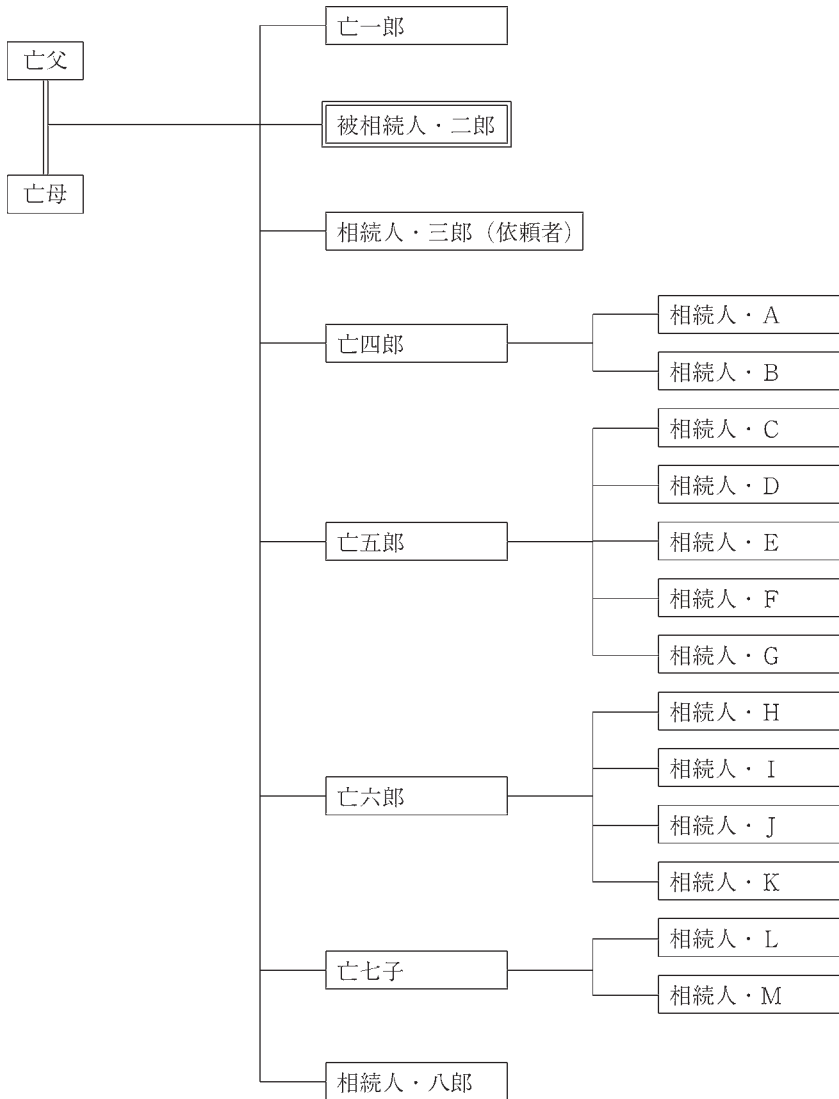 亡父
亡母
亡一郎
被相続人・二郎
相続人・三郎（依頼者）
亡四郎
相続人・A
相続人・B
亡五郎
相続人・C
相続人・D
相続人・E
相続人・F
相続人・G
亡六郎
相続人・H
相続人・I
相続人・J
相続人・K
亡七子
相続人・L
相続人・M
相続人・八郎